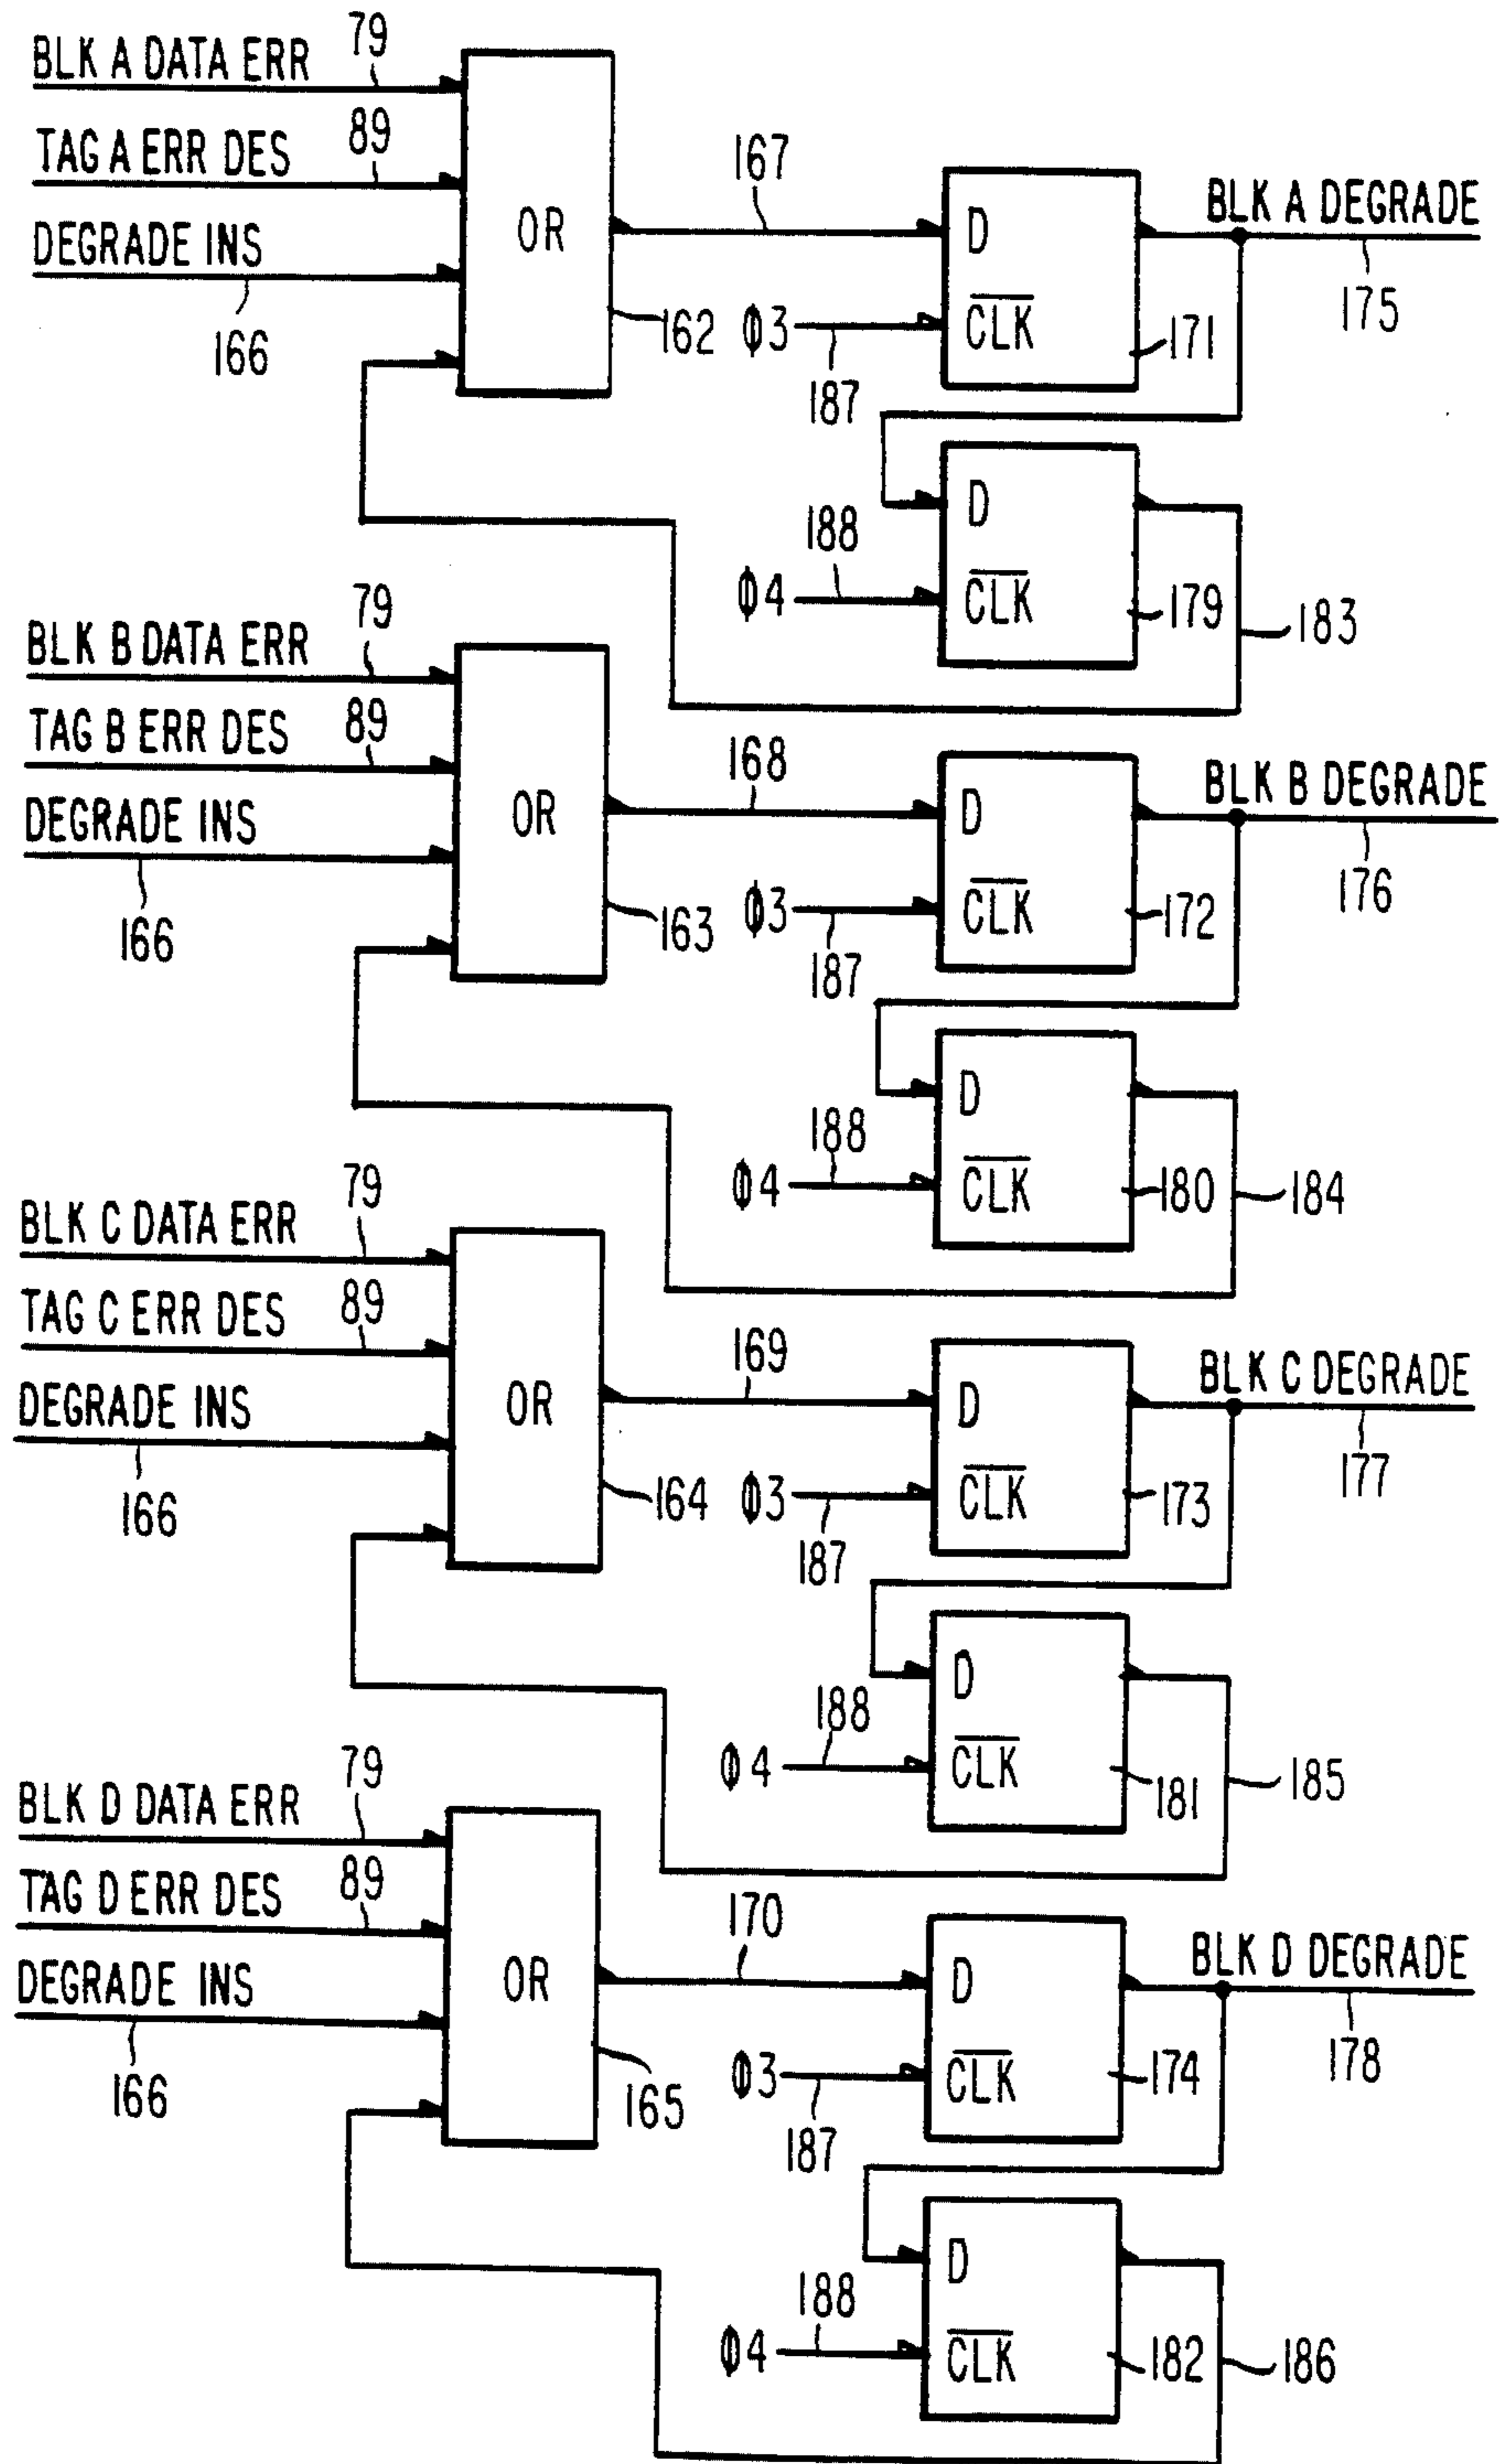 BLK A DATA ERR 79
TAG A ERR DES 89
DEGRADE INS
166
OR
162
167
D
CLK
171
Φ3
187
BLK A DEGRADE
175
D
CLK
179
Φ4
188
183
BLK B DATA ERR 79
TAG B ERR DES 89
DEGRADE INS
166
OR
163
168
D
CLK
172
Φ3
187
BLK B DEGRADE
176
D
CLK
180
Φ4
188
184
BLK C DATA ERR 79
TAG C ERR DES 89
DEGRADE INS
166
OR
164
169
D
CLK
173
Φ3
187
BLK C DEGRADE
177
D
CLK
181
Φ4
188
185
BLK D DATA ERR 79
TAG D ERR DES 89
DEGRADE INS
166
OR
165
170
D
CLK
174
Φ3
187
BLK D DEGRADE
178
D
CLK
182
Φ4
188
186